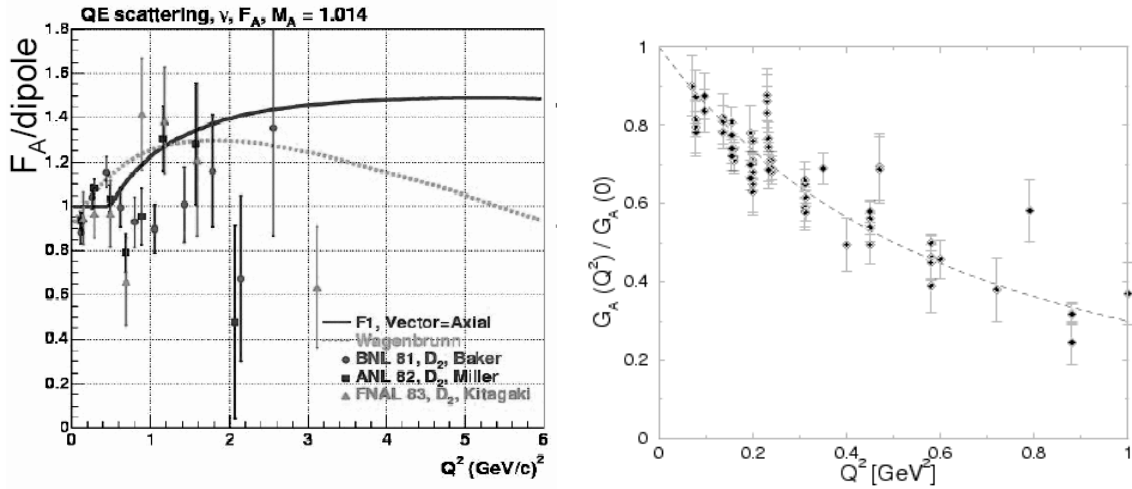 QE scattering, ν, F_A, M_A = 1.014
F_A/dipole
1.8
1.6
1.4
1.2
1
0.8
0.6
0.4
0.2
0
F1, Vector=Axial
Wagenbrunn
BNL 81, D₂, Baker
ANL 82, D₂, Miller
FNAL 83, D₂, Kitagaki
0 1 2 3 4 5 6
Q² (GeV/c)²
G_A (Q²) / G_A (0)
1
0.8
0.6
0.4
0.2
0
0 0.2 0.4 0.6 0.8 1
Q² [GeV²]